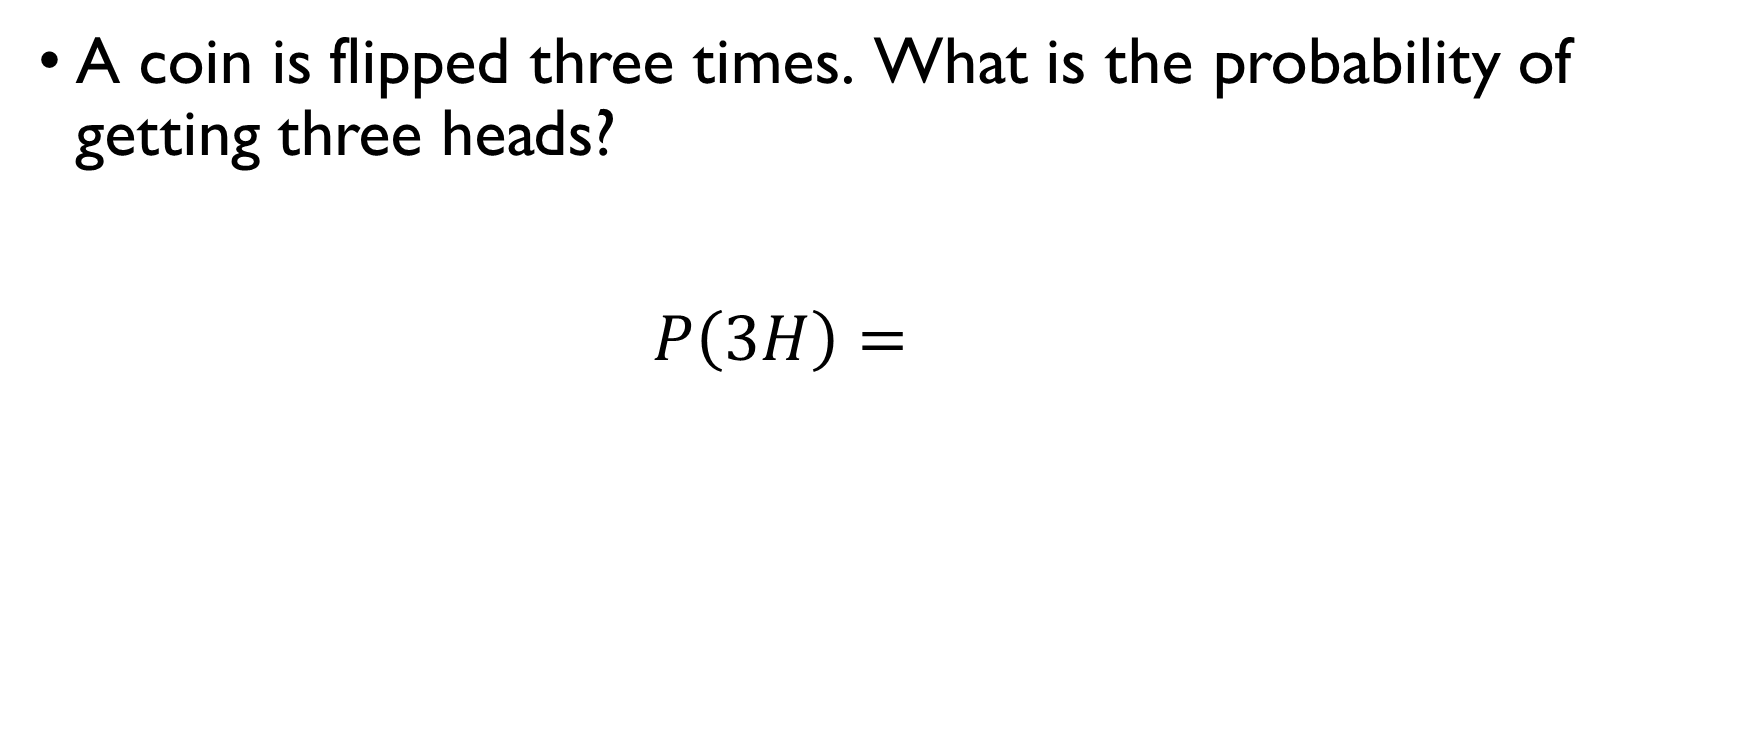 • A coin is flipped three times. What is the probability of
getting three heads?
P(3H) =